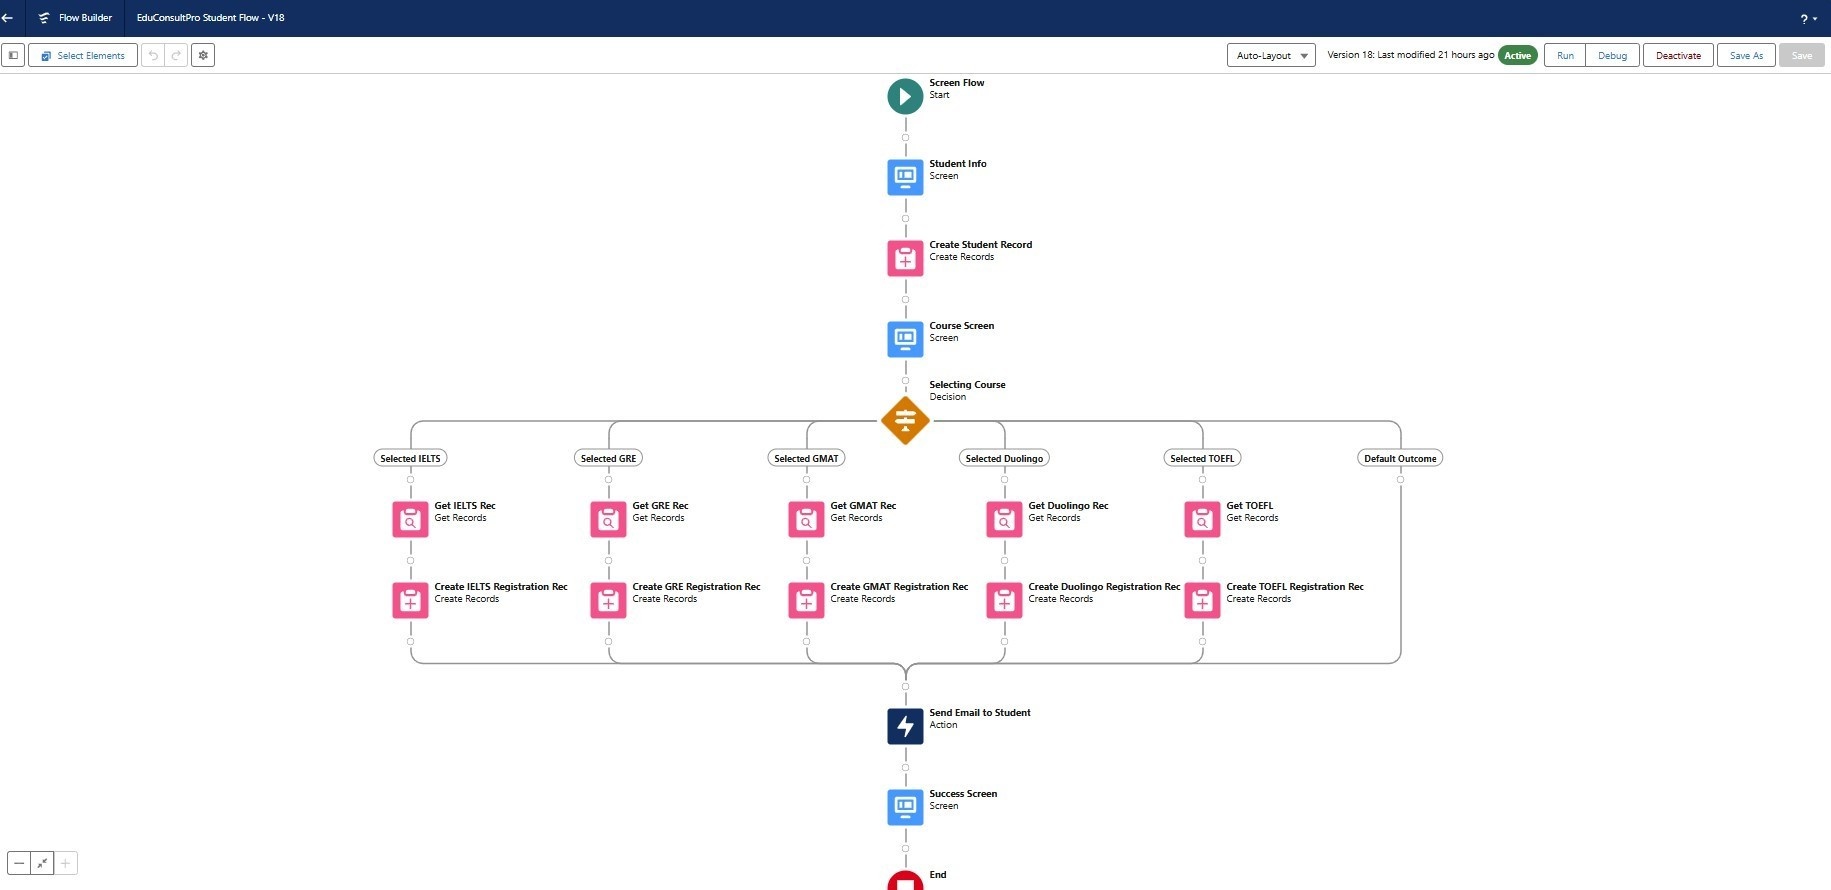 Flow Builder
EduConsultPro Student Flow - V18
?
Select Elements
Auto-Layout
Version 18: Last modified 21 hours ago
Active
Run
Debug
Deactivate
Save As
Save
Screen Flow
Start
Student Info
Screen
Create Student Record
Create Records
Course Screen
Screen
Selecting Course
Decision
Selected IELTS
Selected GRE
Selected GMAT
Selected Duolingo
Selected TOEFL
Default Outcome
Get IELTS Rec
Get Records
Get GRE Rec
Get Records
Get GMAT Rec
Get Records
Get Duolingo Rec
Get Records
Get TOEFL
Get Records
Create IELTS Registration Rec
Create Records
Create GRE Registration Rec
Create Records
Create GMAT Registration Rec
Create Records
Create Duolingo Registration Rec
Create Records
Create TOEFL Registration Rec
Create Records
Send Email to Student
Action
Success Screen
Screen
End